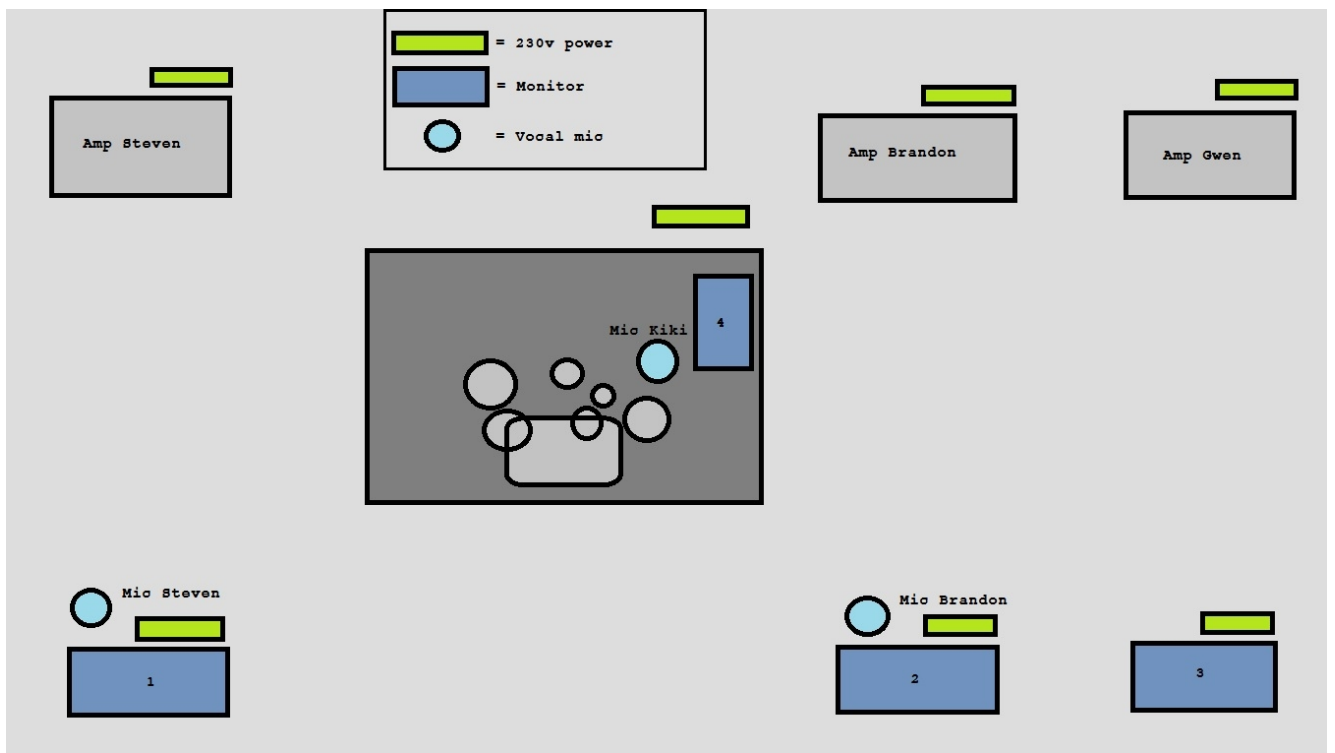 = 230v power
= Monitor
= Vocal mic
Amp Steven
Amp Brandon
Amp Gwen
4
Mic Kiki
Mic Steven
Mic Brandon
1
2
3